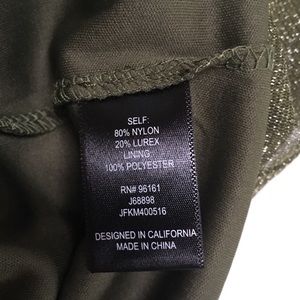 SELF:
80% NYLON
20% LUREX
LINING:
100% POLYESTER
RN# 96161
J68898
JFKM400516
DESIGNED IN CALIFORNIA
MADE IN CHINA